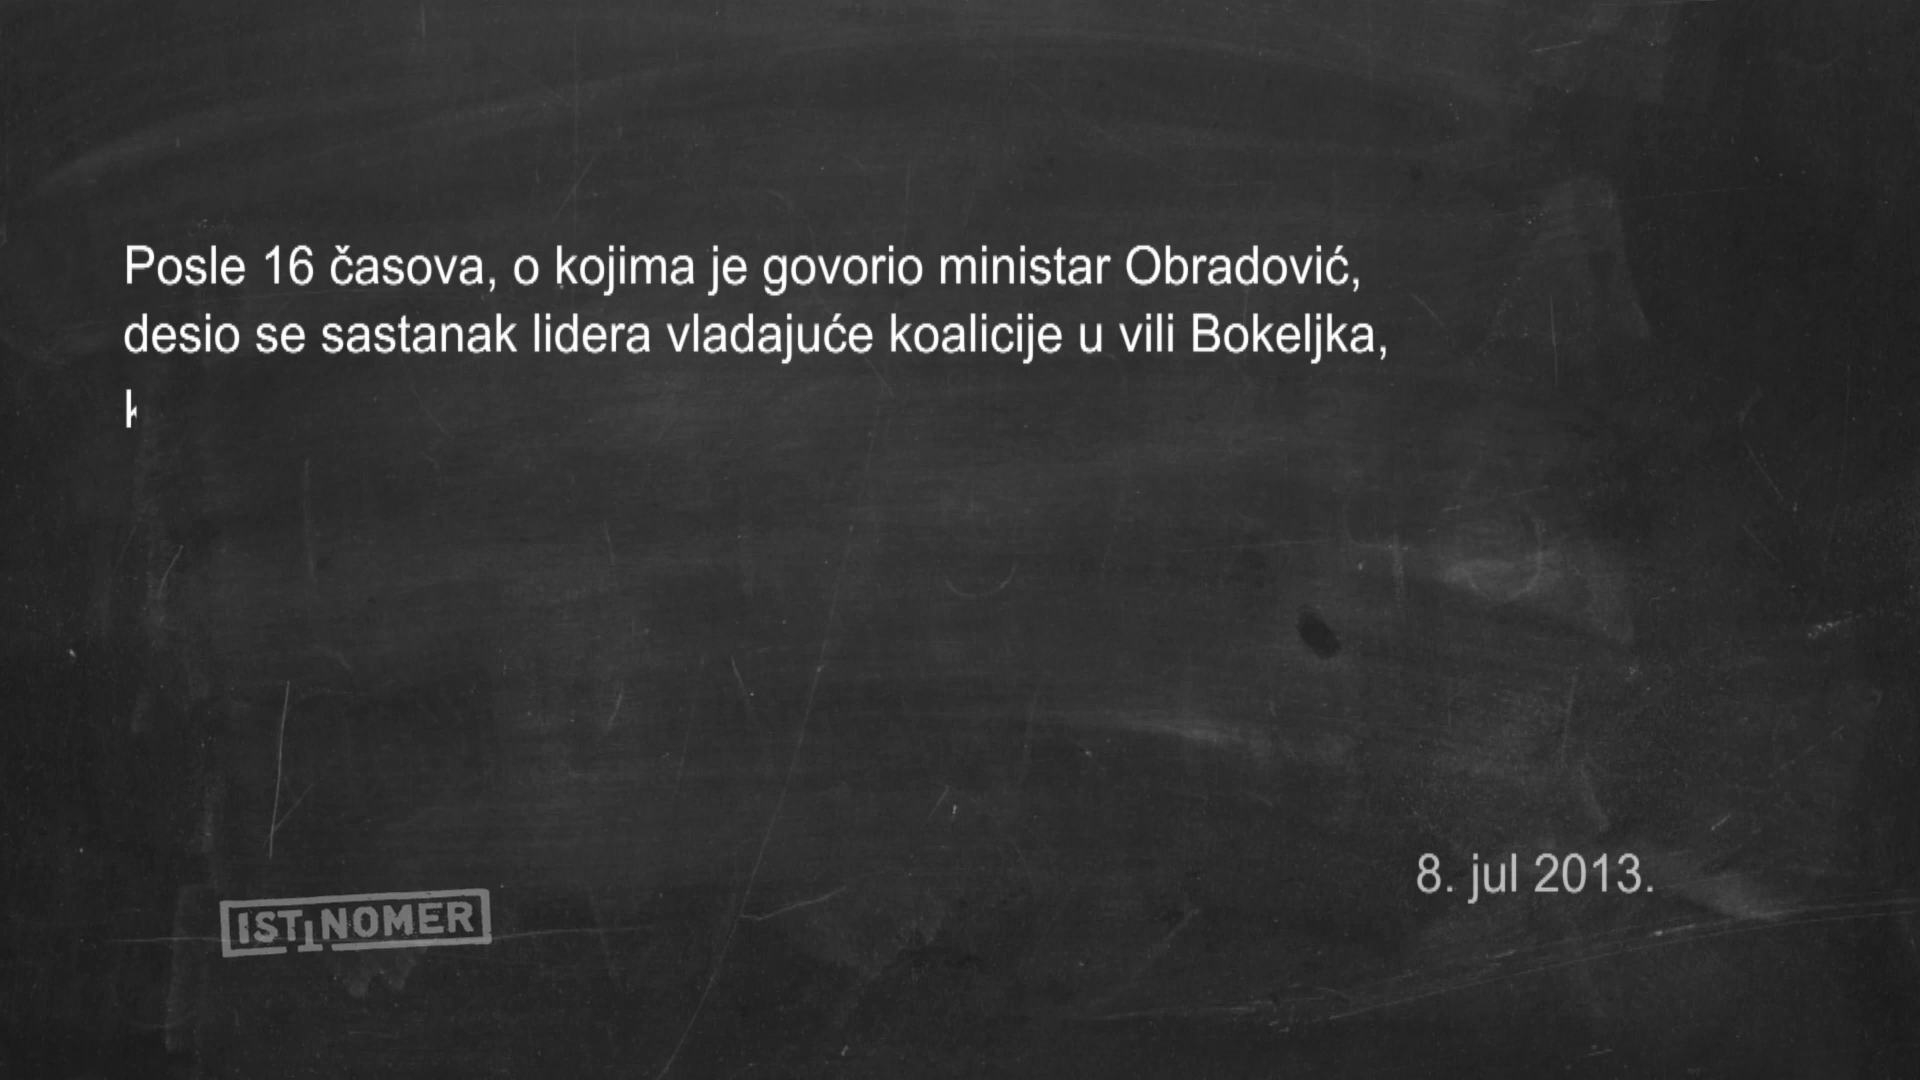 Posle 16 časova, o kojima je govorio ministar Obradović,
desio se sastanak lidera vladajuće koalicije u vili Bokeljka,
8. jul 2013.
ISTINOMER